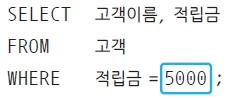 SELECT 고객이름, 적립금
FROM 고객
WHERE 적립금 = 5000 ;